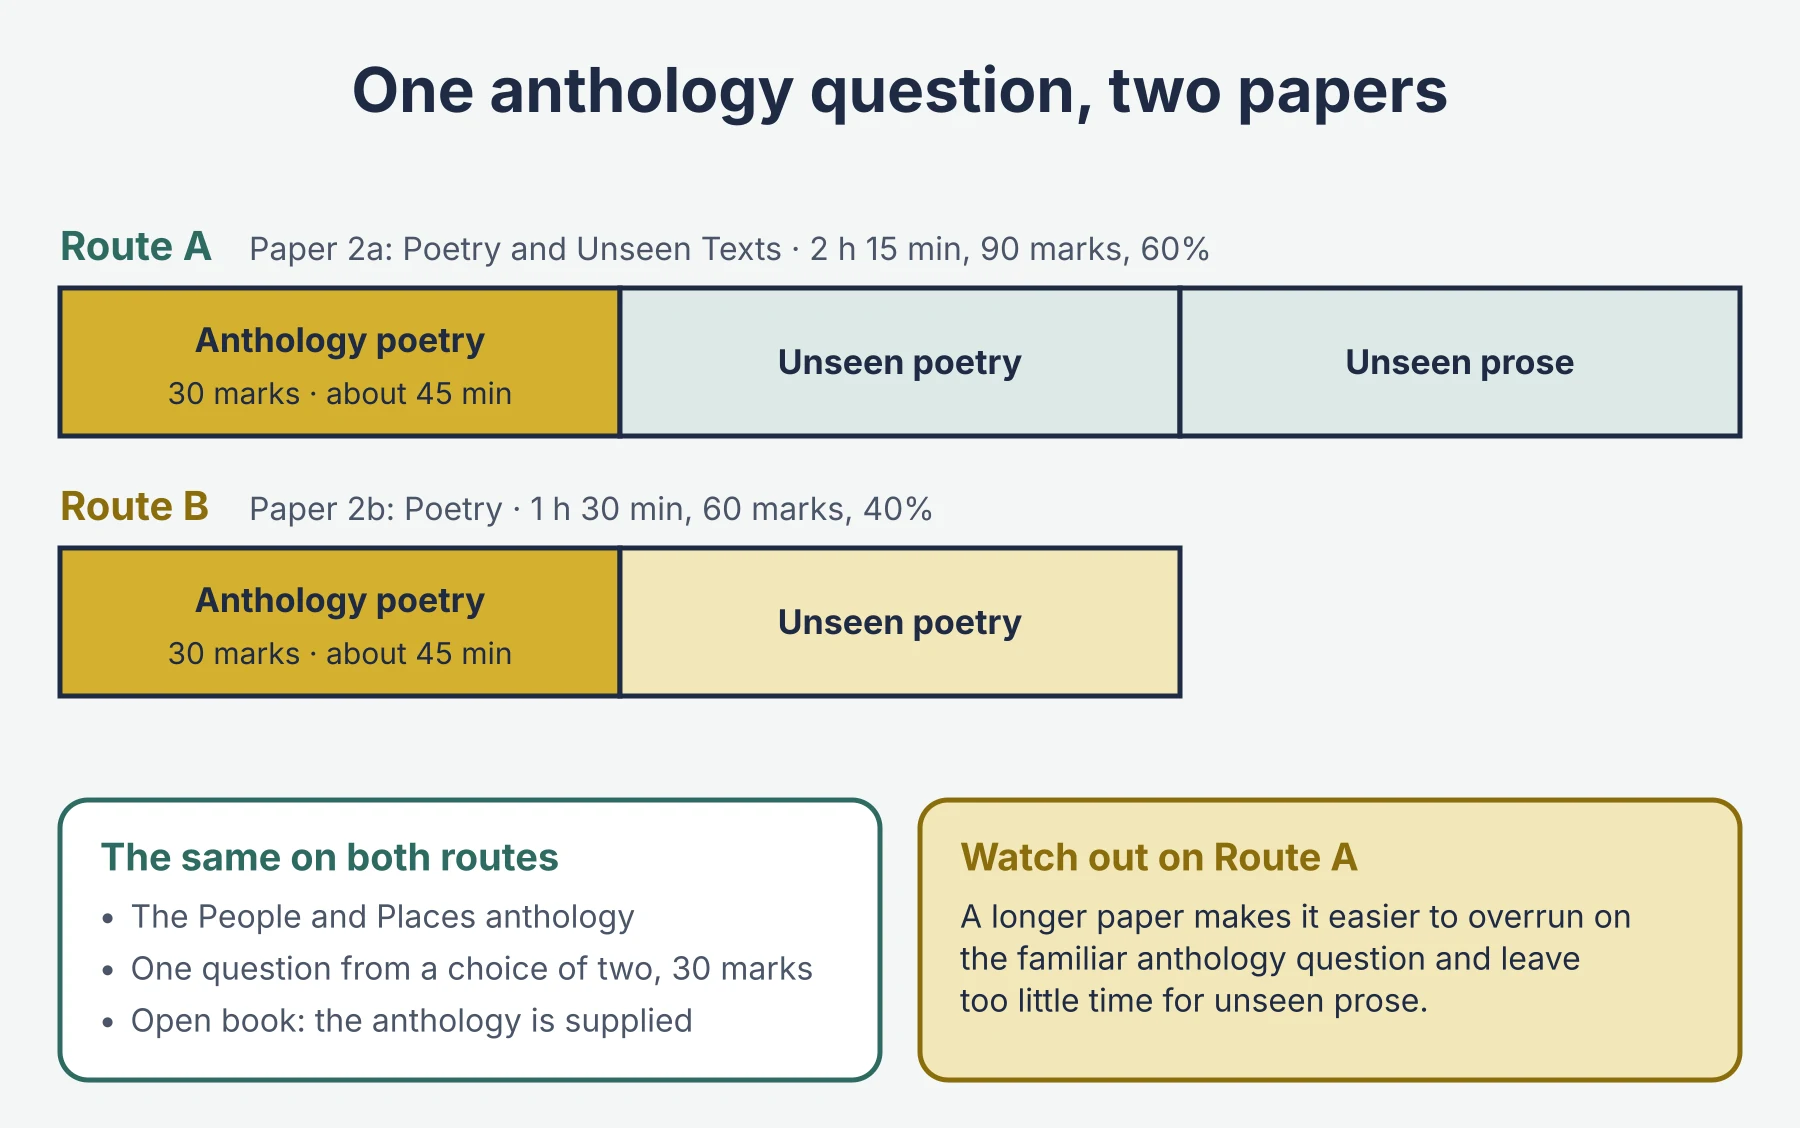 One anthology question, two papers
Route A Paper 2a: Poetry and Unseen Texts · 2 h 15 min, 90 marks, 60%
Anthology poetry
30 marks · about 45 min
Unseen poetry
Unseen prose
Route B Paper 2b: Poetry · 1 h 30 min, 60 marks, 40%
Anthology poetry
30 marks · about 45 min
Unseen poetry
The same on both routes
• The People and Places anthology
• One question from a choice of two, 30 marks
• Open book: the anthology is supplied
Watch out on Route A
A longer paper makes it easier to overrun on
the familiar anthology question and leave
too little time for unseen prose.